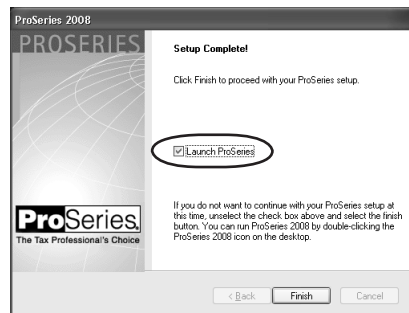 ProSeries 2008
PROSERIES
Setup Complete!
Click Finish to proceed with your ProSeries setup.
Launch ProSeries
If you do not want to continue with your ProSeries setup at
this time, unselect the check box above and select the finish
button. You can run ProSeries 2008 by double-clicking the
ProSeries 2008 icon on the desktop.
ProSeries.
The Tax Professional's Choice
< Back
Finish
Cancel